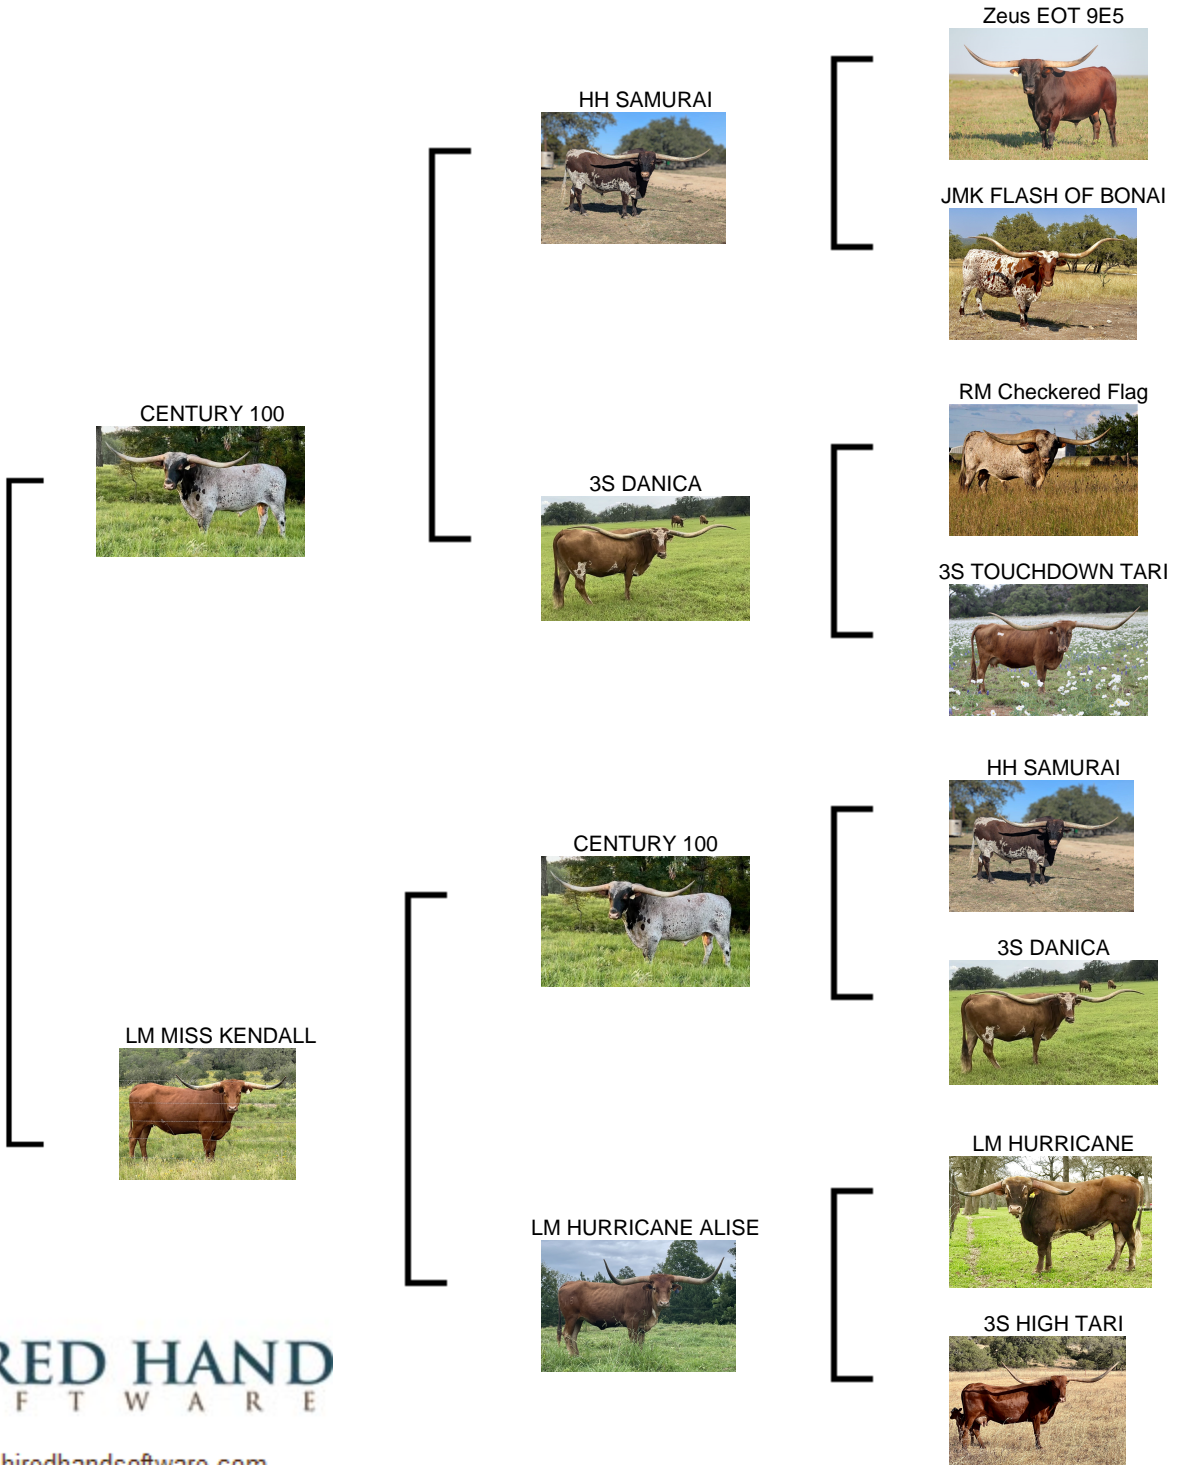 Zeus EOT 9E5
HH SAMURAI
JMK FLASH OF BONAI
RM Checkered Flag
CENTURY 100
3S DANICA
3S TOUCHDOWN TARI
HH SAMURAI
CENTURY 100
3S DANICA
LM MISS KENDALL
LM HURRICANE
LM HURRICANE ALISE
3S HIGH TARI
RED HAND
F T W A R E
hiredhandsoftware.com